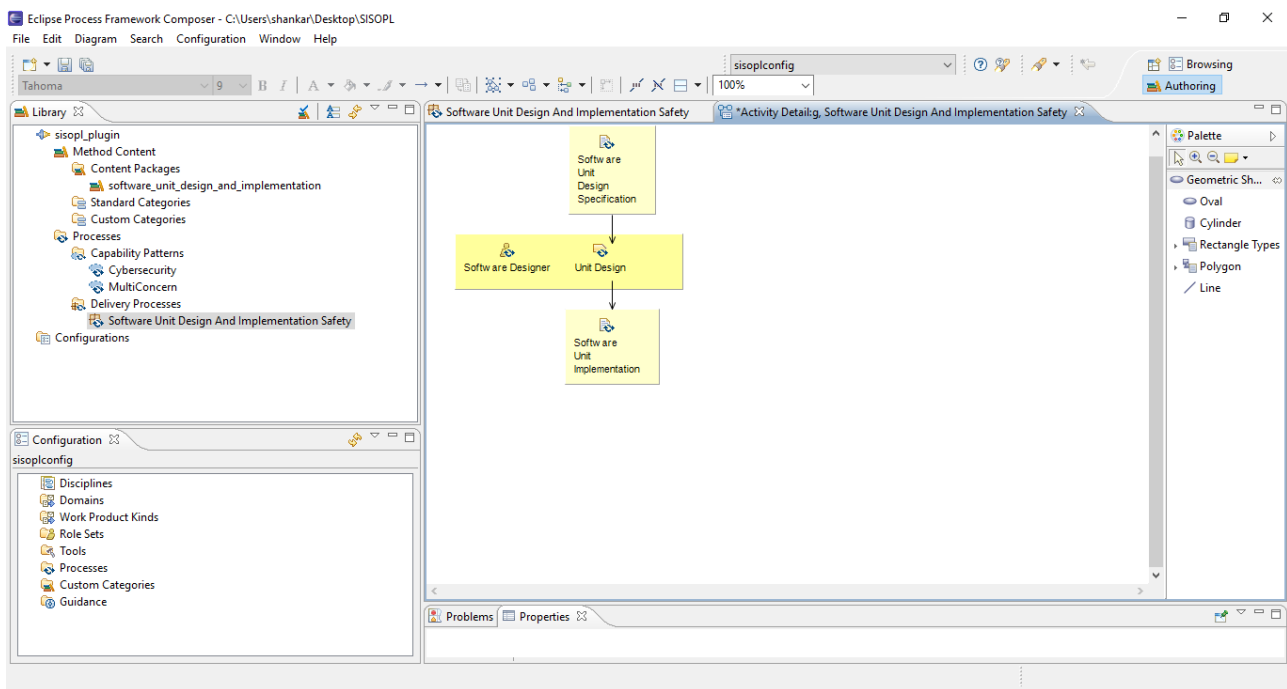 Eclipse Process Framework Composer - C:\Users\shankar\Desktop\SISOPL
File Edit Diagram Search Configuration Window Help
sisoplconfig
Browsing
Tahoma
9
B I A
100%
Authoring
Library
sisopl_plugin
Method Content
Content Packages
software_unit_design_and_implementation
Standard Categories
Custom Categories
Processes
Capability Patterns
Cybersecurity
MultiConcern
Delivery Processes
Software Unit Design And Implementation Safety
Configurations
Configuration
sisoplconfig
Disciplines
Domains
Work Product Kinds
Role Sets
Tools
Processes
Custom Categories
Guidance
Software Unit Design And Implementation Safety
*Activity Detail:g, Software Unit Design And Implementation Safety
Software
Unit
Design
Specification
Software Designer
Unit Design
Software
Unit
Implementation
Palette
Geometric Sh...
Oval
Cylinder
Rectangle Types
Polygon
Line
Problems
Properties